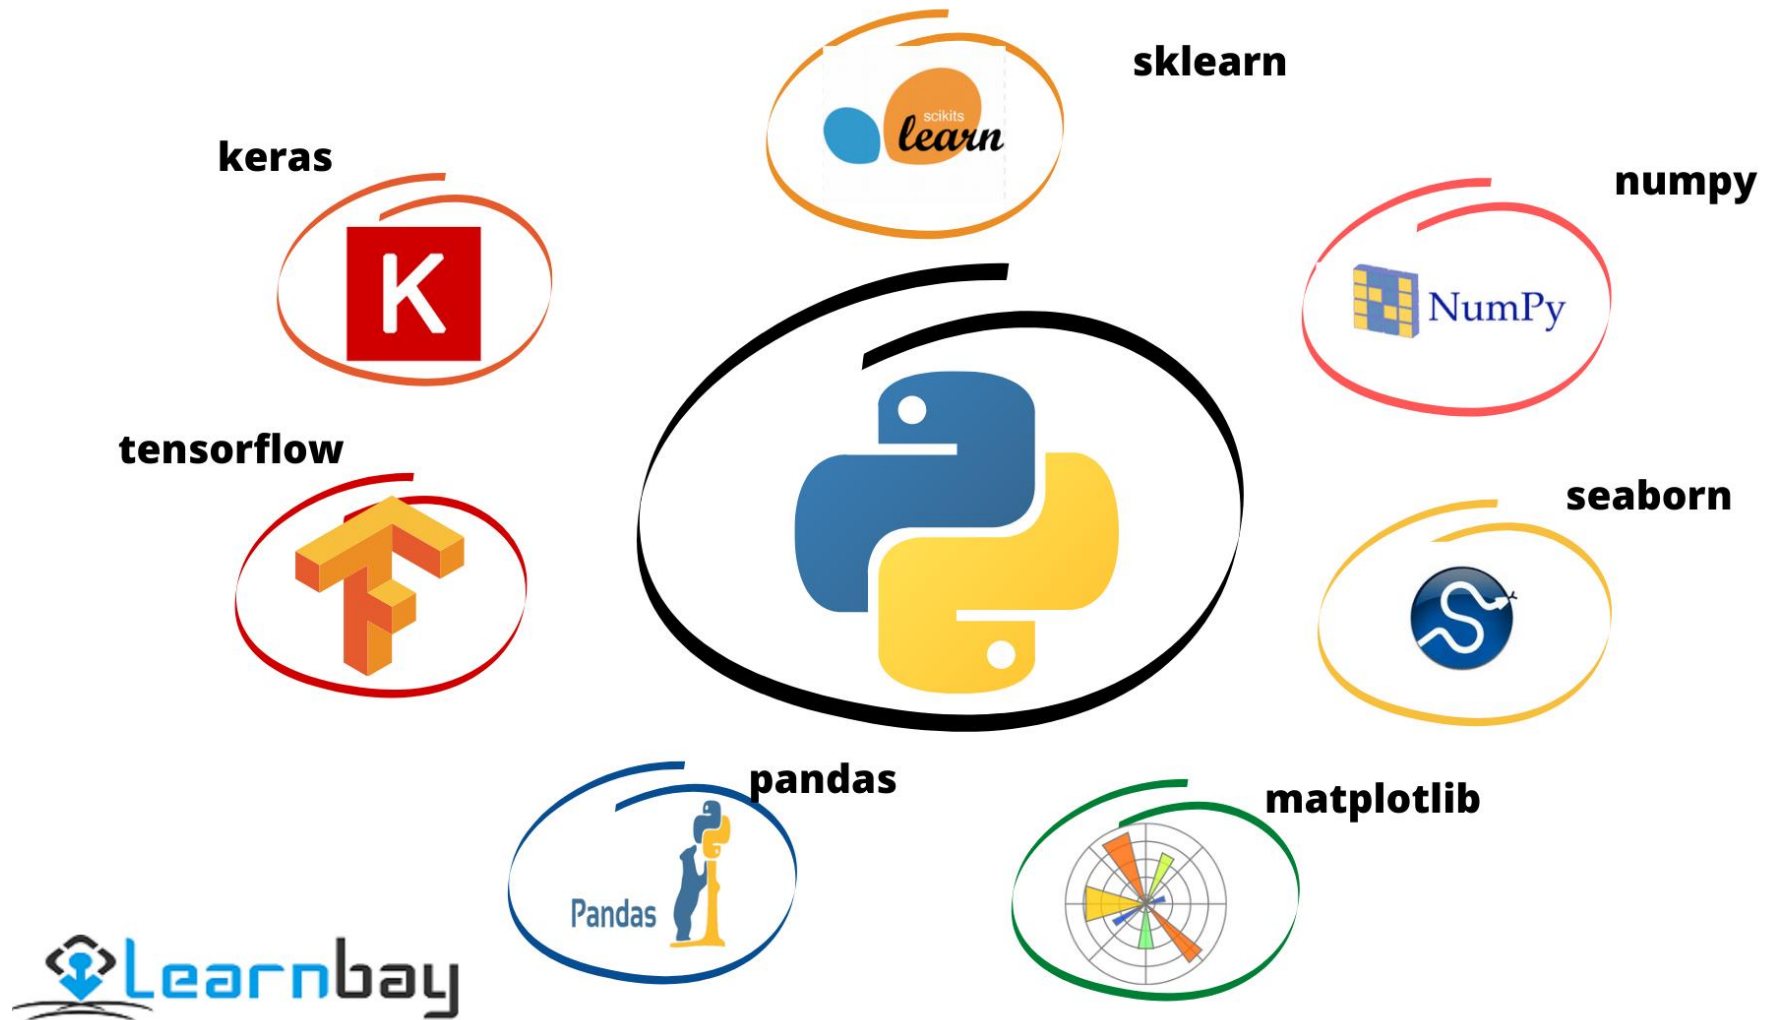 sklearn
scikits
learn
keras
K
numpy
NumPy
tensorflow
seaborn
pandas
Pandas
matplotlib
Learnbay